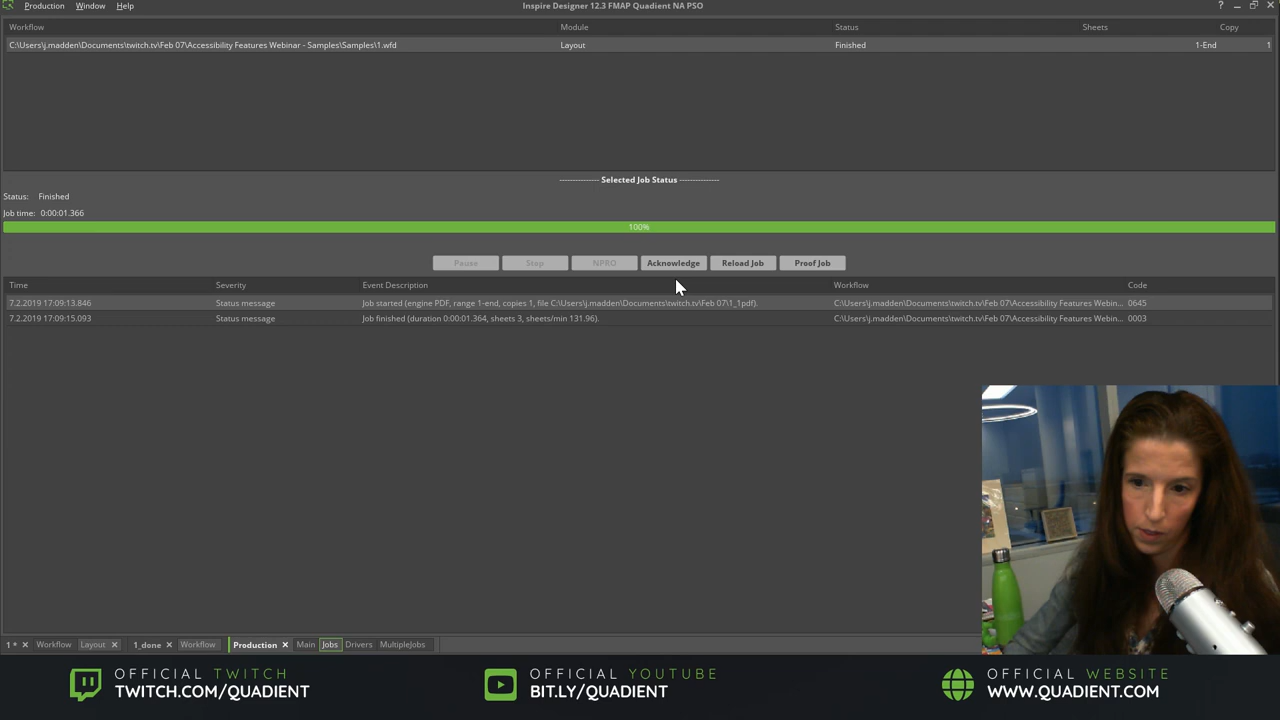 Production Window Help
Inspire Designer 12.3 FMAP Quadient NA PSO
Workflow Module Status Sheets Copy
C:\Users\j.madden\Documents\twitch.tv\Feb 07\Accessibility Features Webinar - Samples\Samples\1.wfd Layout Finished 1-End 1
--------------- Selected Job Status ---------------
Status: Finished
Job time: 0:00:01.366
100%
Pause Stop NPRO Acknowledge Reload Job Proof Job
Time Severity Event Description Workflow Code
7.2.2019 17:09:13.846 Status message Job started (engine PDF, range 1-end, copies 1, file C:\Users\j.madden\Documents\twitch.tv\Feb 07\1_1pdf). C:\Users\j.madden\Documents\twitch.tv\Feb 07\Accessibility Features Webin... 0645
7.2.2019 17:09:15.093 Status message Job finished (duration 0:00:01.364, sheets 3, sheets/min 131.96). C:\Users\j.madden\Documents\twitch.tv\Feb 07\Accessibility Features Webin... 0003
1 * Workflow Layout 1_done Workflow Production Main Jobs Drivers MultipleJobs
OFFICIAL TWITCH
TWITCH.COM/QUADIENT
OFFICIAL YOUTUBE
BIT.LY/QUADIENT
OFFICIAL WEBSITE
WWW.QUADIENT.COM